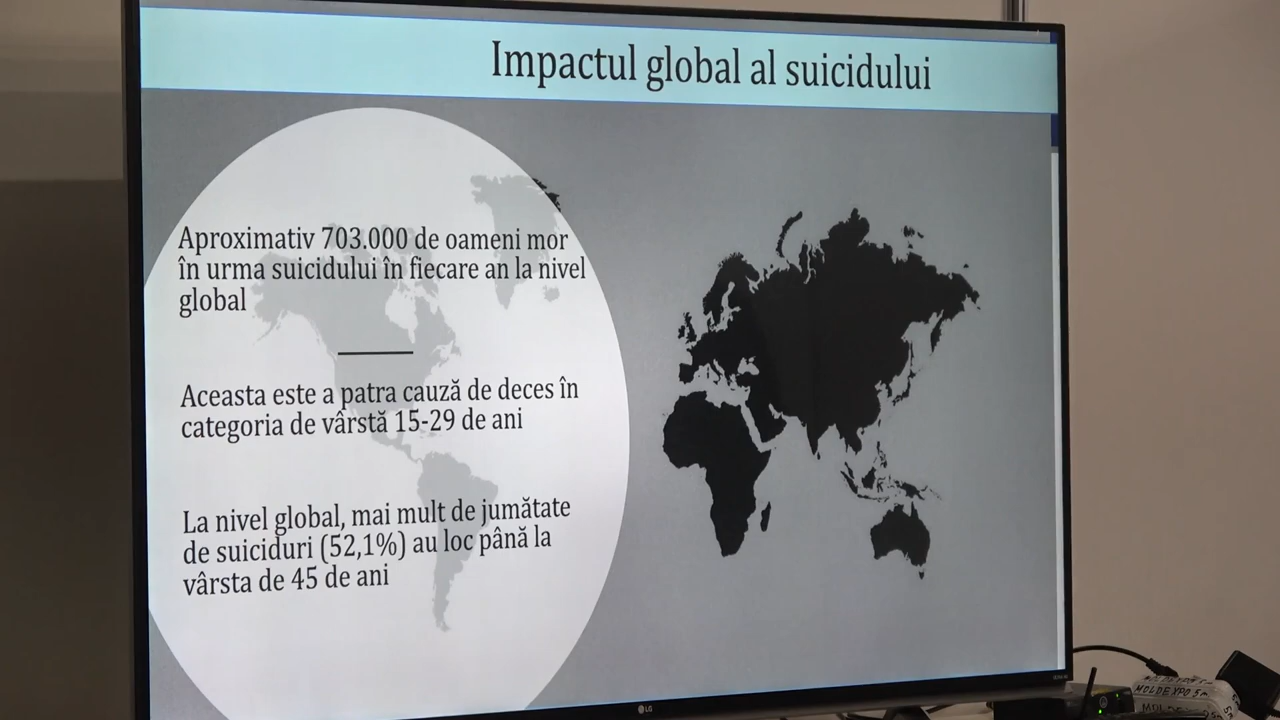 Impactul global al suicidului
Aproximativ 703.000 de oameni mor
în urma suicidului în fiecare an la nivel
global
Aceasta este a patra cauză de deces în
categoria de vârstă 15-29 de ani
La nivel global, mai mult de jumătate
de suiciduri (52,1%) au loc până la
vârsta de 45 de ani
LG
MOLDEXPO 5m